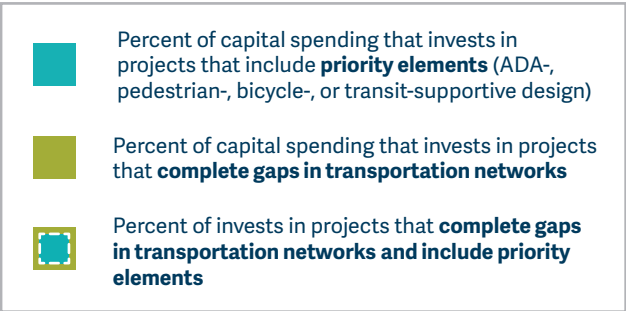 Percent of capital spending that invests in
projects that include priority elements (ADA-,
pedestrian-, bicycle-, or transit-supportive design)
Percent of capital spending that invests in projects
that complete gaps in transportation networks
Percent of invests in projects that complete gaps
in transportation networks and include priority
elements